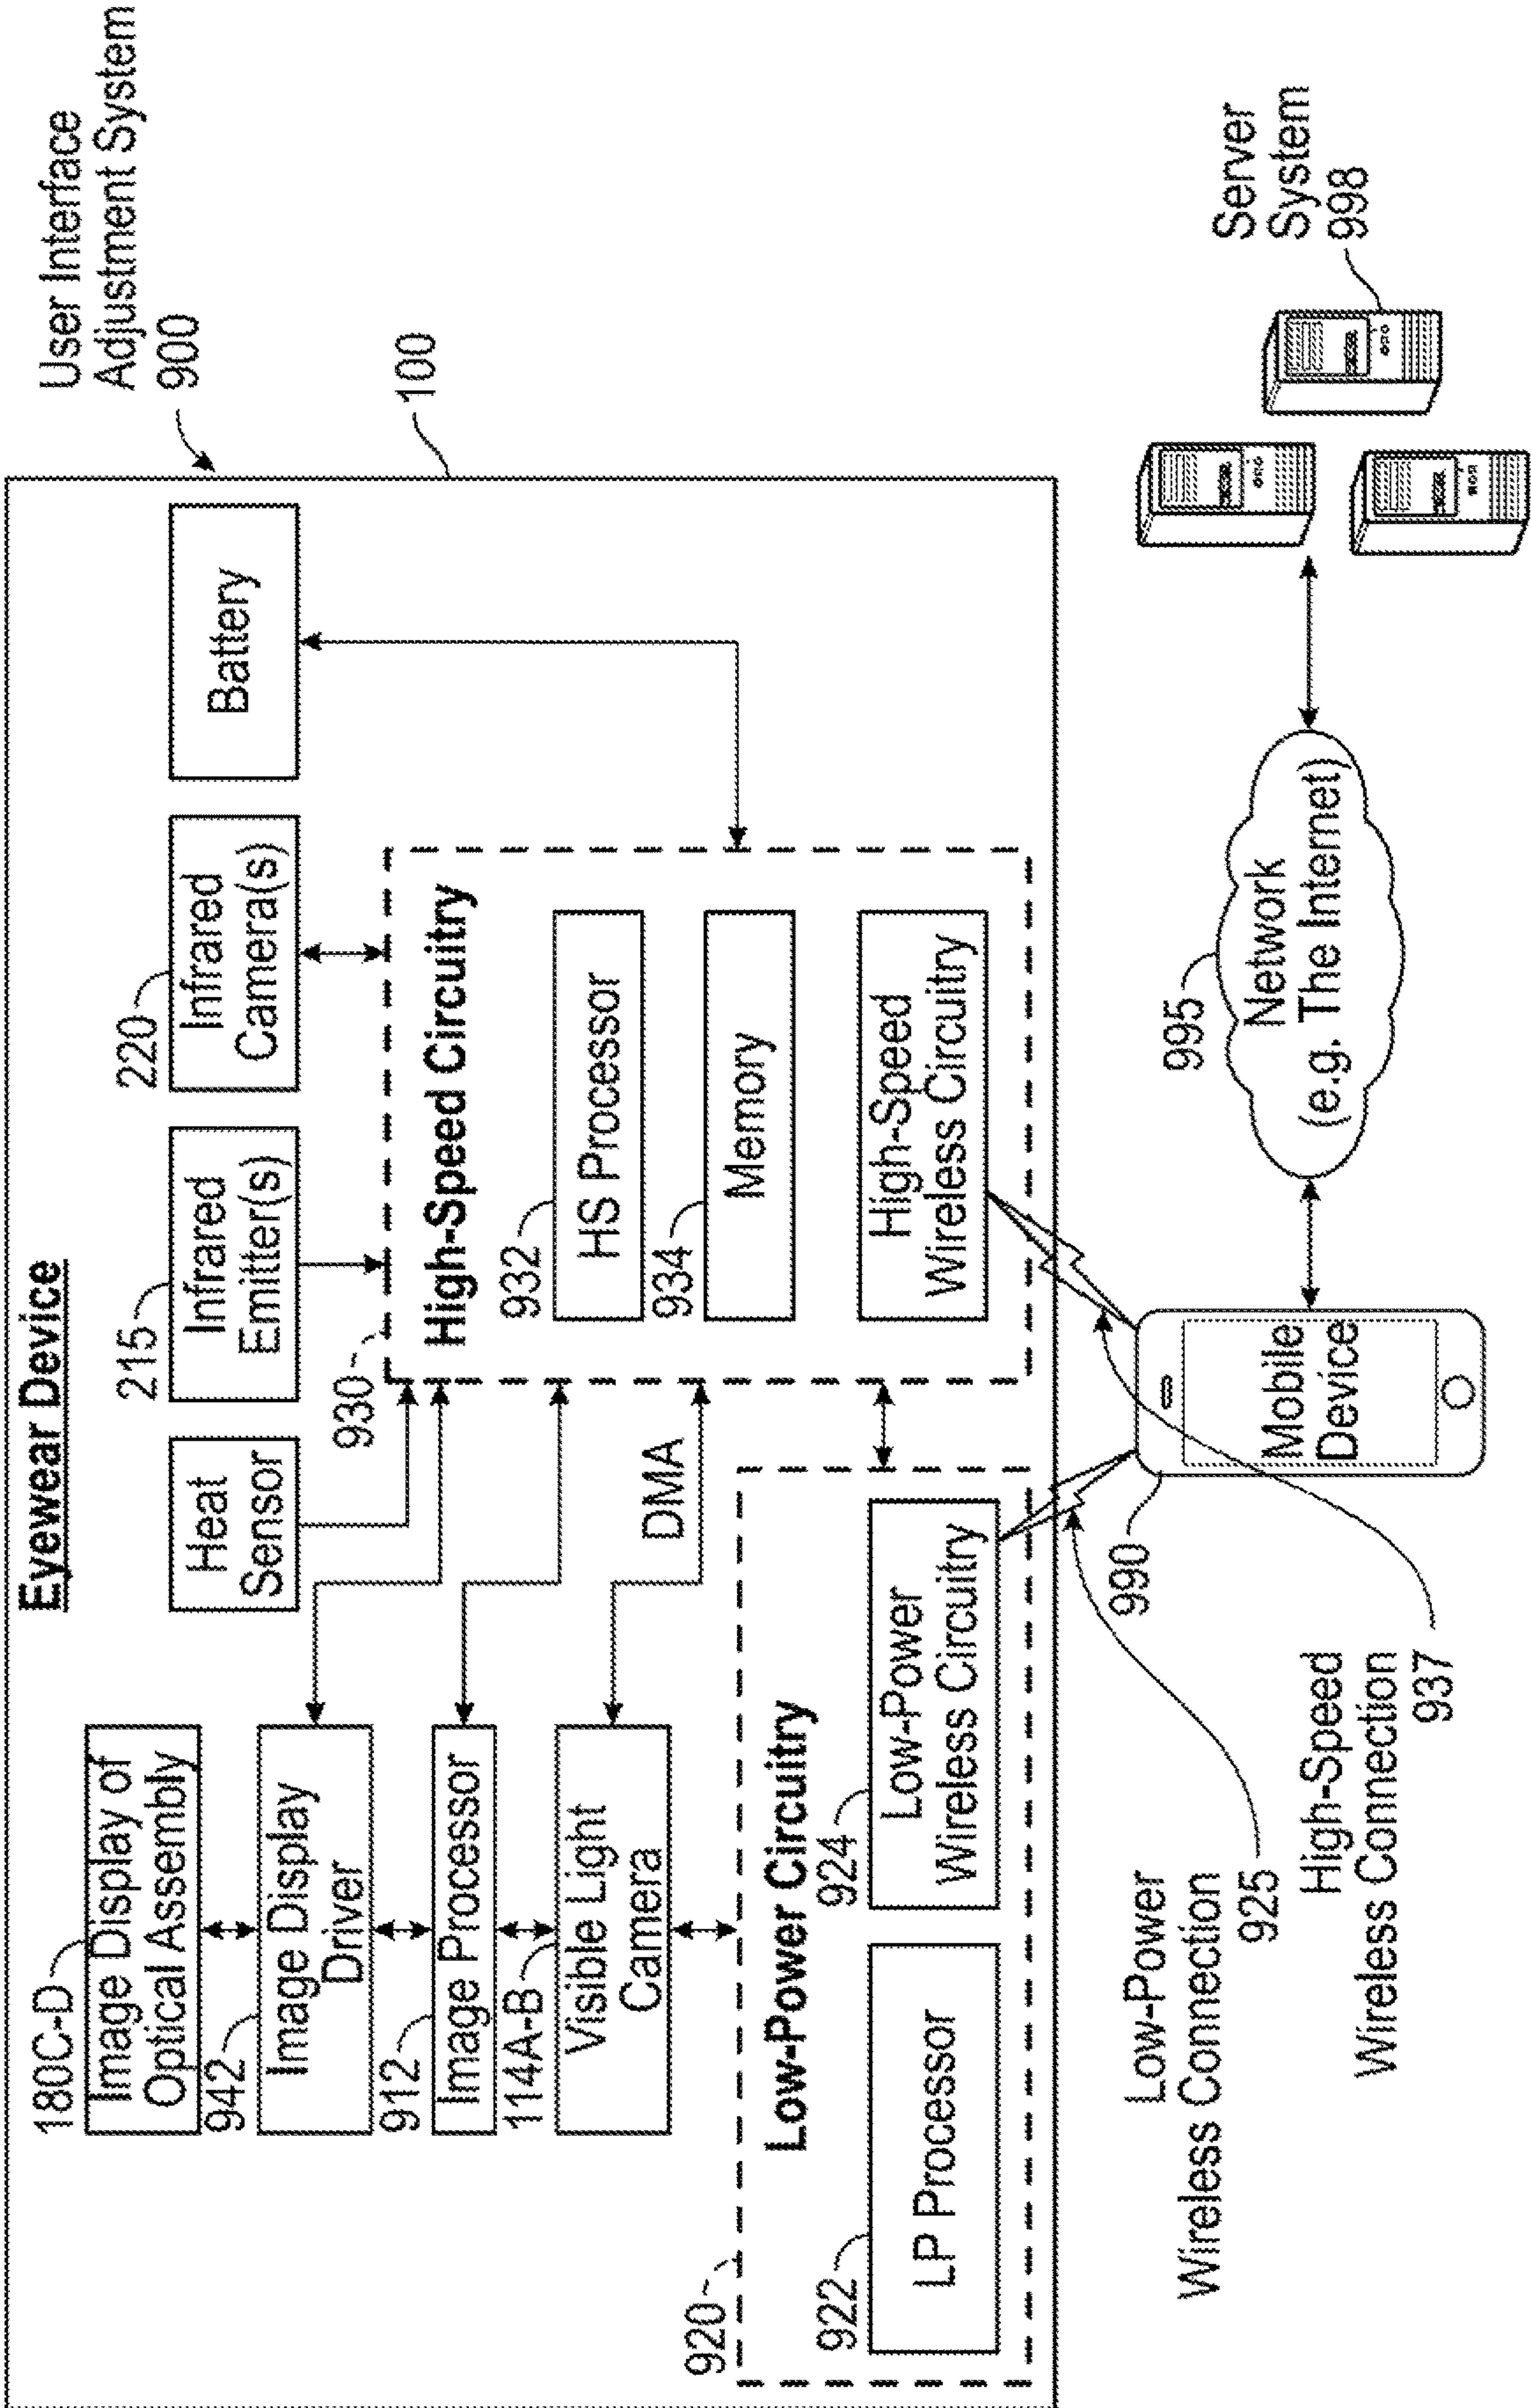 Eyewear Device
User Interface
Adjustment System
900
100
180C-D
Image Display of
Optical Assembly
942
Image Display
Driver
912
Image Processor
114A-B
Visible Light
Camera
Heat
Sensor
215
Infrared
Emitter(s)
220
Infrared
Camera(s)
Battery
DMA
930
High-Speed Circuitry
932
HS Processor
934
Memory
High-Speed
Wireless Circuitry
920
Low-Power Circuitry
922
LP Processor
924
Low-Power
Wireless Circuitry
Low-Power
Wireless Connection
925
High-Speed
Wireless Connection
937
990
Mobile
Device
995
Network
(e.g. The Internet)
Server
System
998